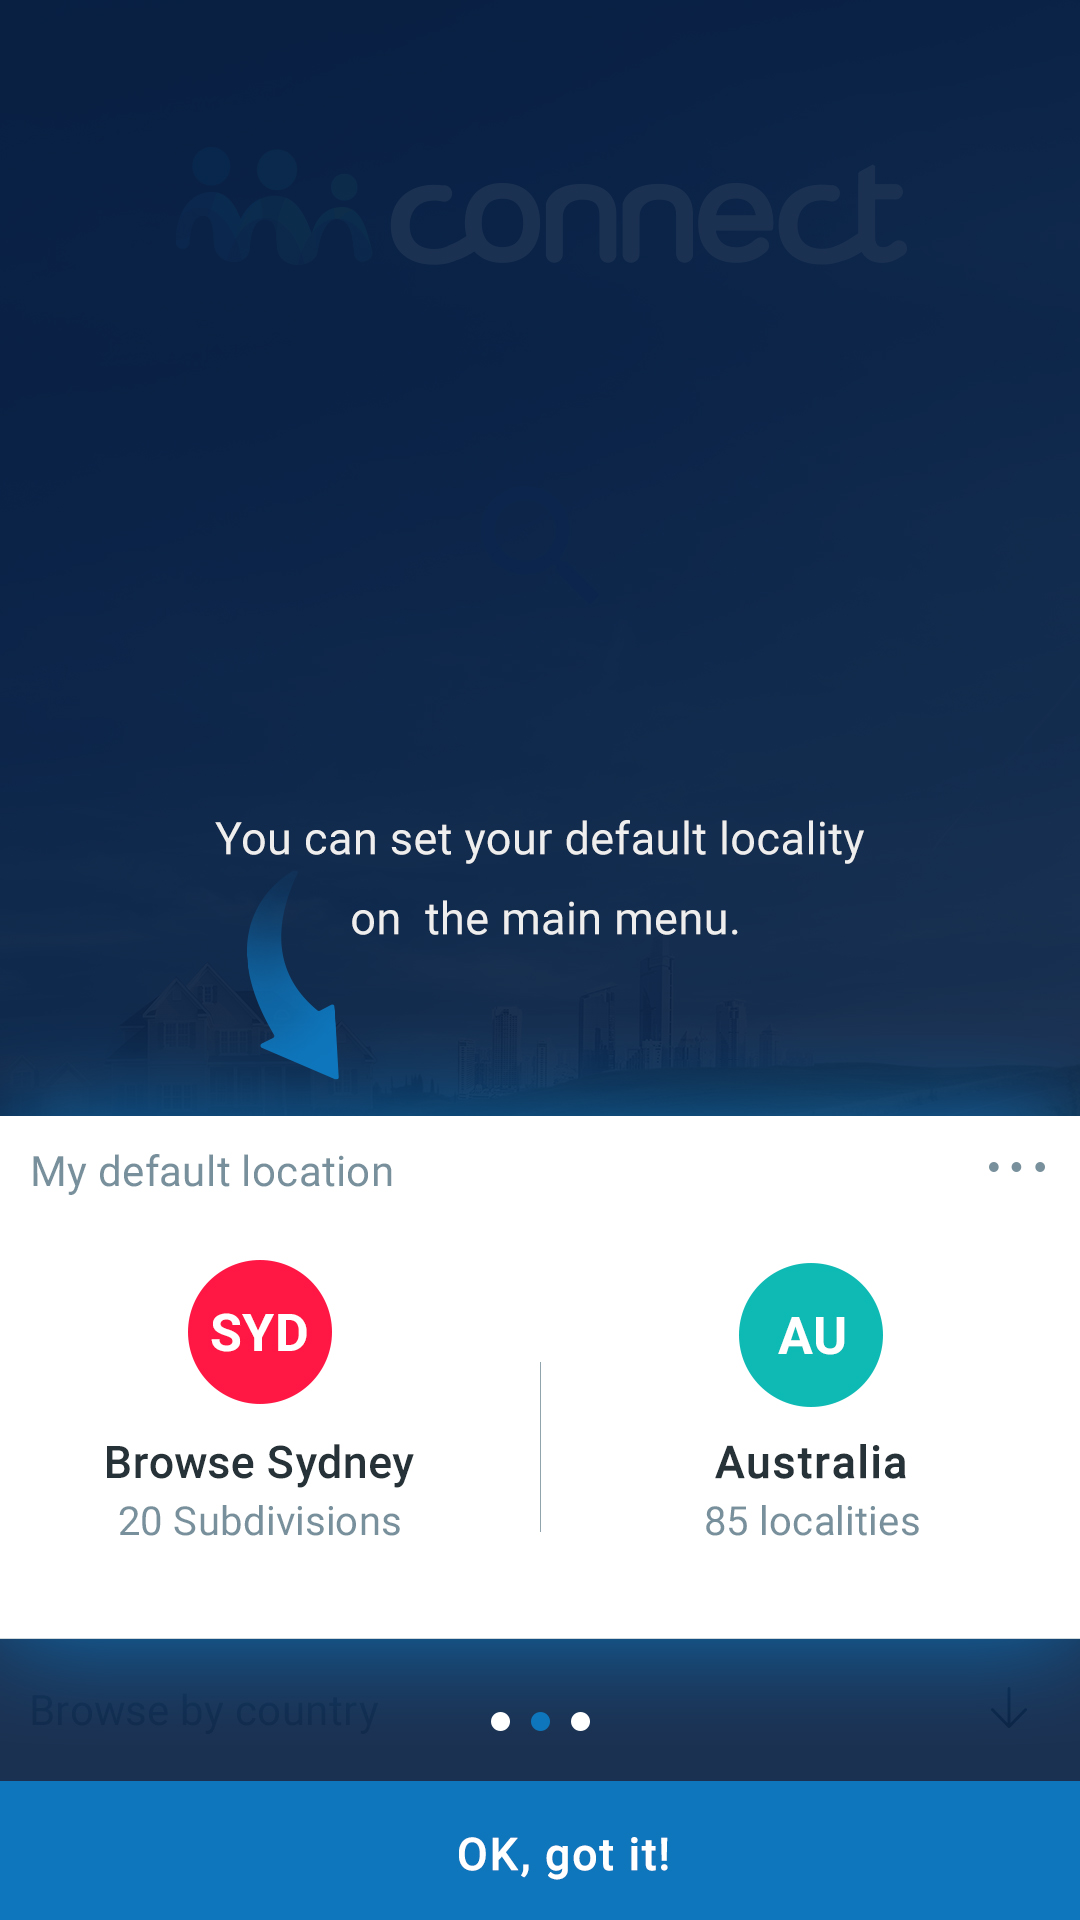 connect
You can set your default locality
on the main menu.
My default location
SYD
AU
Browse Sydney
Australia
20 Subdivisions
85 localities
Browse by country
OK, got it!